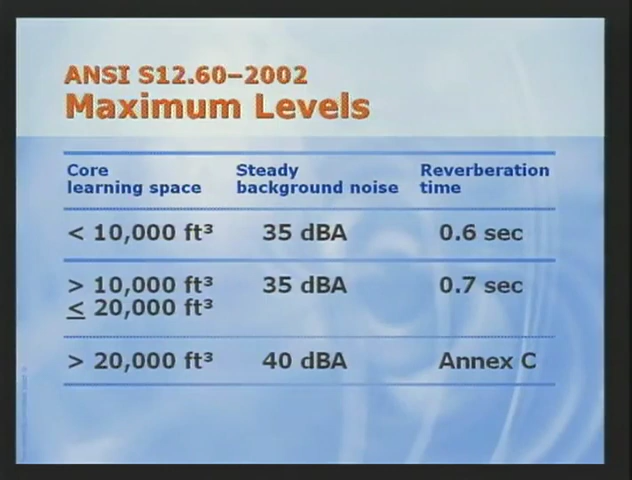 ANSI S12.60–2002
Maximum Levels
Core learning space
Steady background noise
Reverberation time
< 10,000 ft³ 35 dBA 0.6 sec
> 10,000 ft³ 35 dBA 0.7 sec
≤ 20,000 ft³
> 20,000 ft³ 40 dBA Annex C